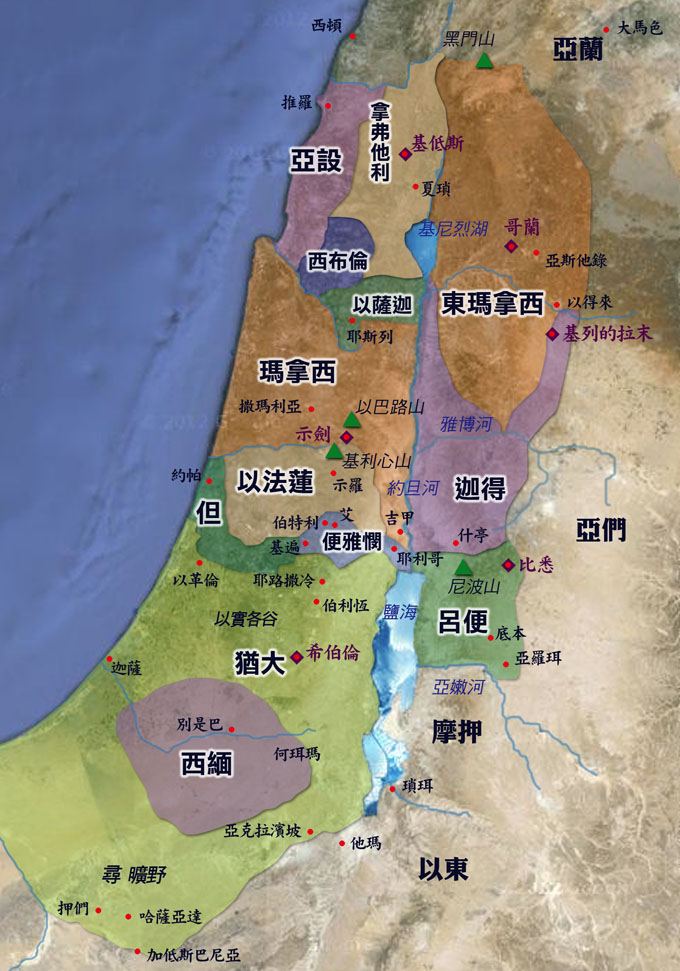 西頓
黑門山
大馬色
亞蘭
推羅
拿弗他利
亞設
基低斯
夏瑣
基尼烈湖
哥蘭
西布倫
亞斯他錄
以薩迦
東瑪拿西
以得來
耶斯列
基列的拉末
瑪拿西
撒瑪利亞
以巴路山
雅博河
示劍
基利心山
約帕
以法蓮
示羅
約旦河
迦得
但
伯特利
艾
吉甲
亞們
基遍
便雅憫
什亭
耶利哥
比悉
以革倫
耶路撒冷
尼波山
伯利恆
鹽海
以實各谷
呂便
底本
猶大
希伯倫
亞羅珥
迦薩
亞嫩河
別是巴
摩押
西緬
何珥瑪
瑣珥
亞克拉濱坡
他瑪
以東
尋 曠野
押們
哈薩亞達
加低斯巴尼亞